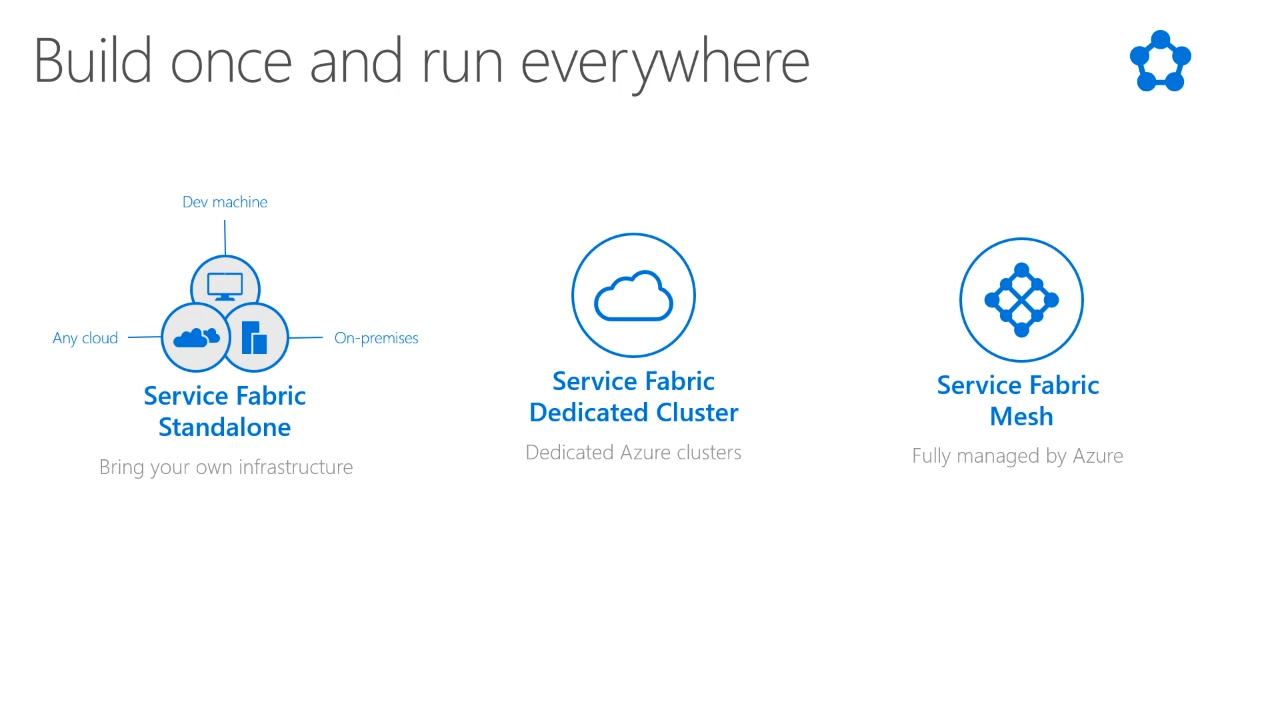 Build once and run everywhere
Dev machine
Any cloud
On-premises
Service Fabric
Standalone
Bring your own infrastructure
Service Fabric
Dedicated Cluster
Dedicated Azure clusters
Service Fabric
Mesh
Fully managed by Azure